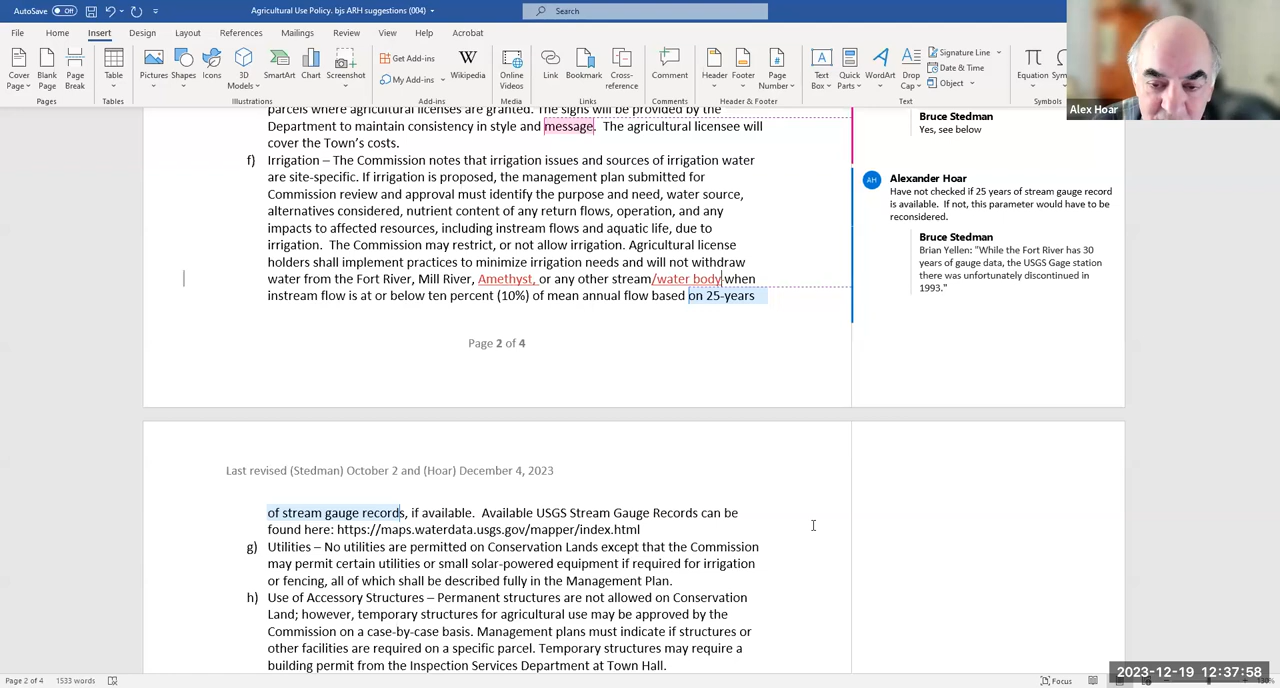 AutoSave Off
Agricultural Use Policy. bjs ARH suggestions (004)
Search
File Home Insert Design Layout References Mailings Review View Help Acrobat
Cover Page
Blank Page
Page Break
Pages
Table
Tables
Pictures
Shapes
Icons
3D Models
SmartArt
Chart
Screenshot
Illustrations
Get Add-ins
My Add-ins
Wikipedia
Add-ins
Online Videos
Media
Link
Bookmark
Cross-reference
Links
Comment
Comments
Header
Footer
Page Number
Header & Footer
Text Box
Quick Parts
WordArt
Drop Cap
Signature Line
Date & Time
Object
Text
Equation
Symbols
Alex Hoar
parcels where agricultural licenses are granted. The signs will be provided by the
Department to maintain consistency in style and message. The agricultural licensee will
cover the Town's costs.
f) Irrigation – The Commission notes that irrigation issues and sources of irrigation water
are site-specific. If irrigation is proposed, the management plan submitted for
Commission review and approval must identify the purpose and need, water source,
alternatives considered, nutrient content of any return flows, operation, and any
impacts to affected resources, including instream flows and aquatic life, due to
irrigation. The Commission may restrict, or not allow irrigation. Agricultural license
holders shall implement practices to minimize irrigation needs and will not withdraw
water from the Fort River, Mill River, Amethyst, or any other stream/water body when
instream flow is at or below ten percent (10%) of mean annual flow based on 25-years
Page 2 of 4
Bruce Stedman
Yes, see below
AH
Alexander Hoar
Have not checked if 25 years of stream gauge record
is available. If not, this parameter would have to be
reconsidered.
Bruce Stedman
Brian Yellen: "While the Fort River has 30
years of gauge data, the USGS Gage station
there was unfortunately discontinued in
1993."
Last revised (Stedman) October 2 and (Hoar) December 4, 2023
of stream gauge records, if available. Available USGS Stream Gauge Records can be
found here: https://maps.waterdata.usgs.gov/mapper/index.html
g) Utilities – No utilities are permitted on Conservation Lands except that the Commission
may permit certain utilities or small solar-powered equipment if required for irrigation
or fencing, all of which shall be described fully in the Management Plan.
h) Use of Accessory Structures – Permanent structures are not allowed on Conservation
Land; however, temporary structures for agricultural use may be approved by the
Commission on a case-by-case basis. Management plans must indicate if structures or
other facilities are required on a specific parcel. Temporary structures may require a
building permit from the Inspection Services Department at Town Hall.
Page 2 of 4 1533 words
Focus
2023-12-19 12:37:58